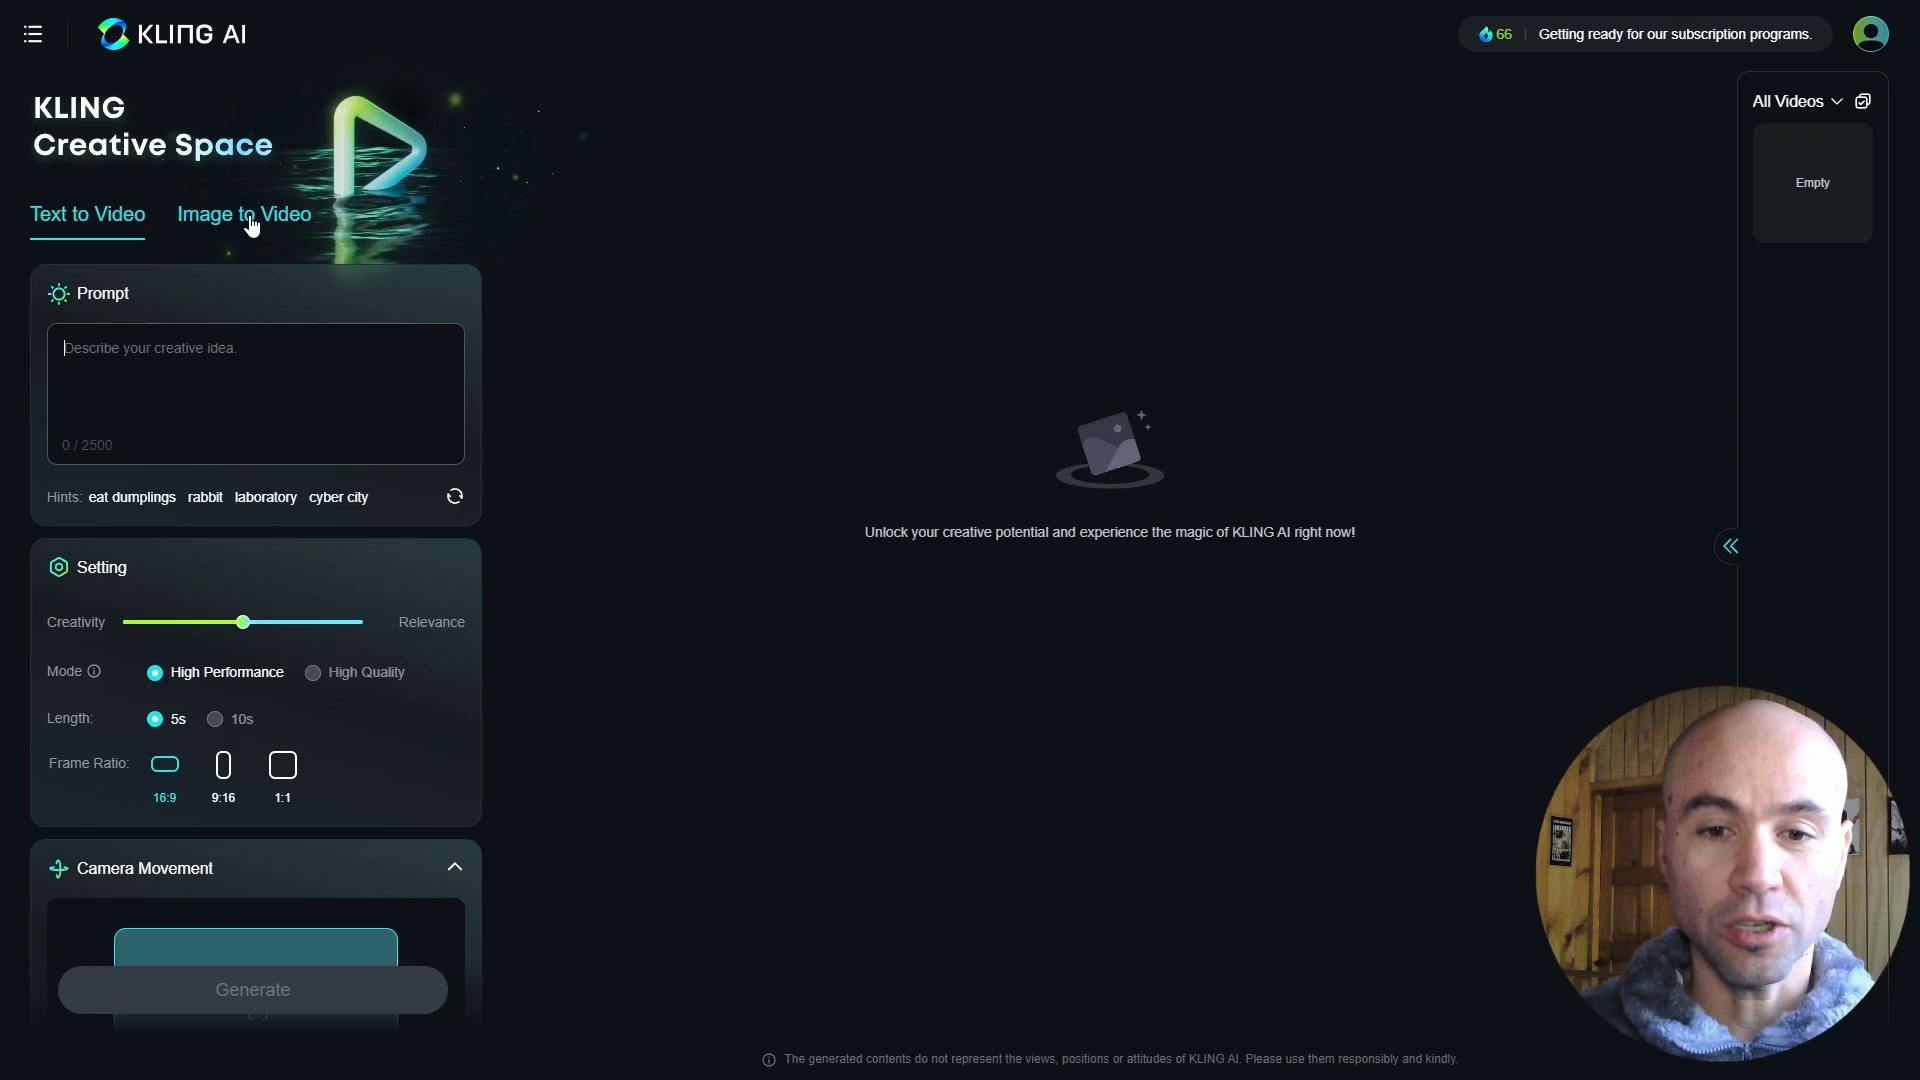 KLING AI
66
Getting ready for our subscription programs.
KLING
Creative Space
Text to Video
Image to Video
Prompt
Describe your creative idea.
0 / 2500
Hints: eat dumplings rabbit laboratory cyber city
Setting
Creativity
Relevance
Mode
High Performance
High Quality
Length:
5s
10s
Frame Ratio:
16:9
9:16
1:1
Camera Movement
Generate
Unlock your creative potential and experience the magic of KLING AI right now!
All Videos
Empty
The generated contents do not represent the views, positions or attitudes of KLING AI. Please use them responsibly and kindly.